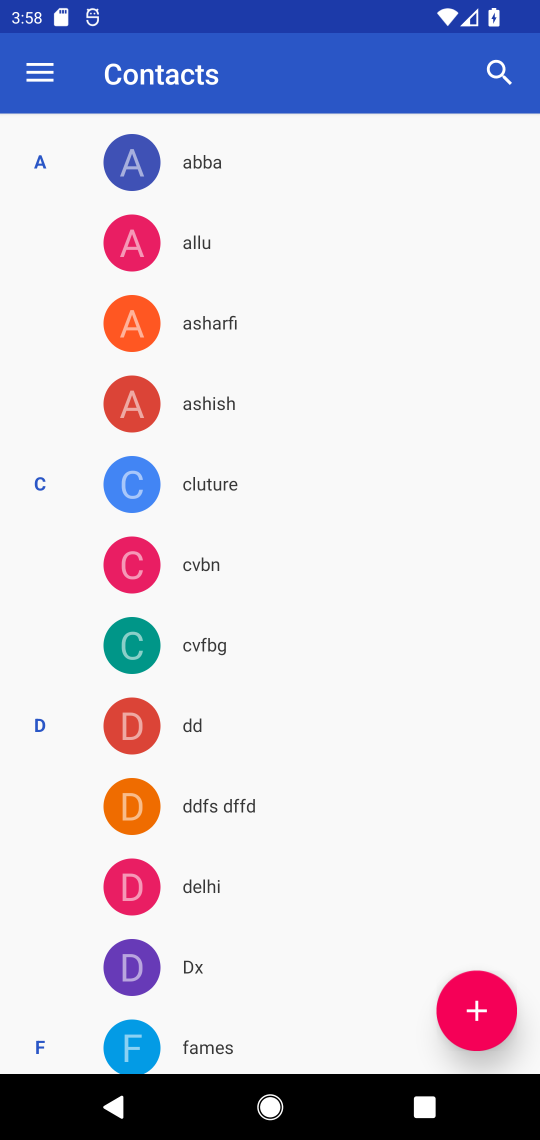 3:58
Contacts
A A abba
A allu
A asharfi
A ashish
C C cluture
C cvbn
C cvfbg
D D dd
D ddfs dffd
D delhi
D Dx
F F fames